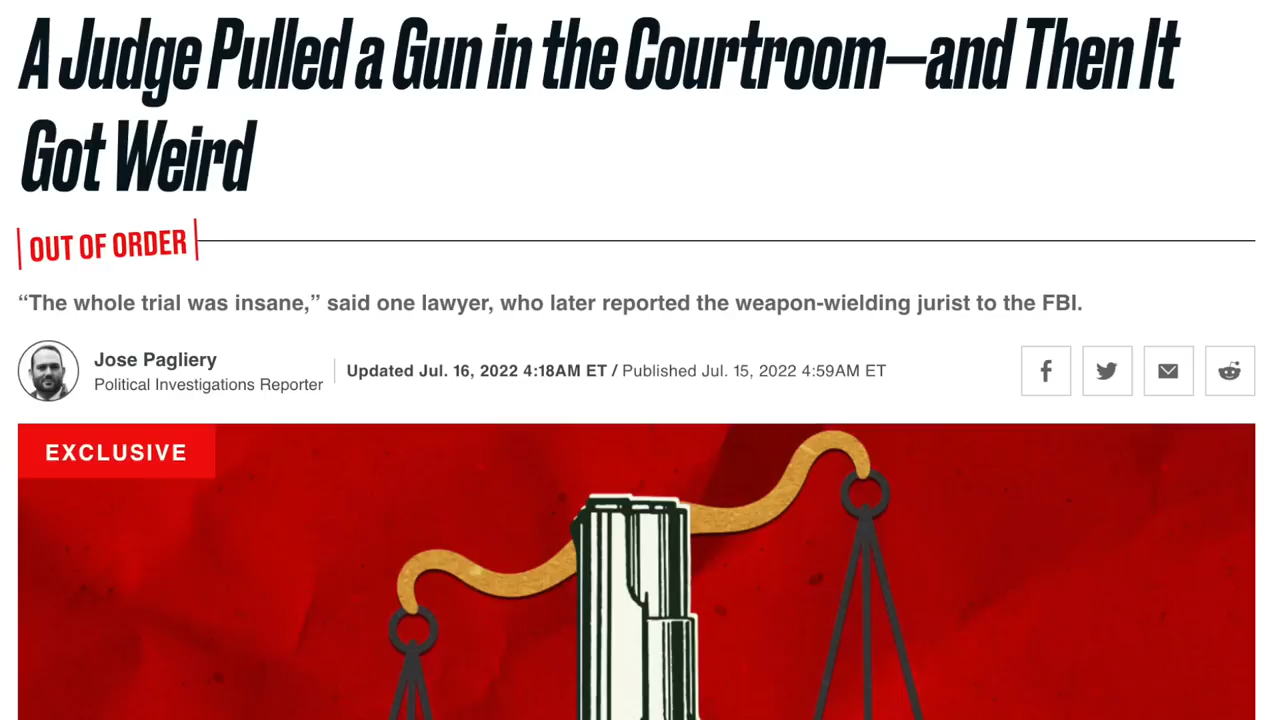 A Judge Pulled a Gun in the Courtroom—and Then It
Got Weird
OUT OF ORDER
“The whole trial was insane,” said one lawyer, who later reported the weapon-wielding jurist to the FBI.
Jose Pagliery
Political Investigations Reporter
Updated Jul. 16, 2022 4:18AM ET / Published Jul. 15, 2022 4:59AM ET
EXCLUSIVE